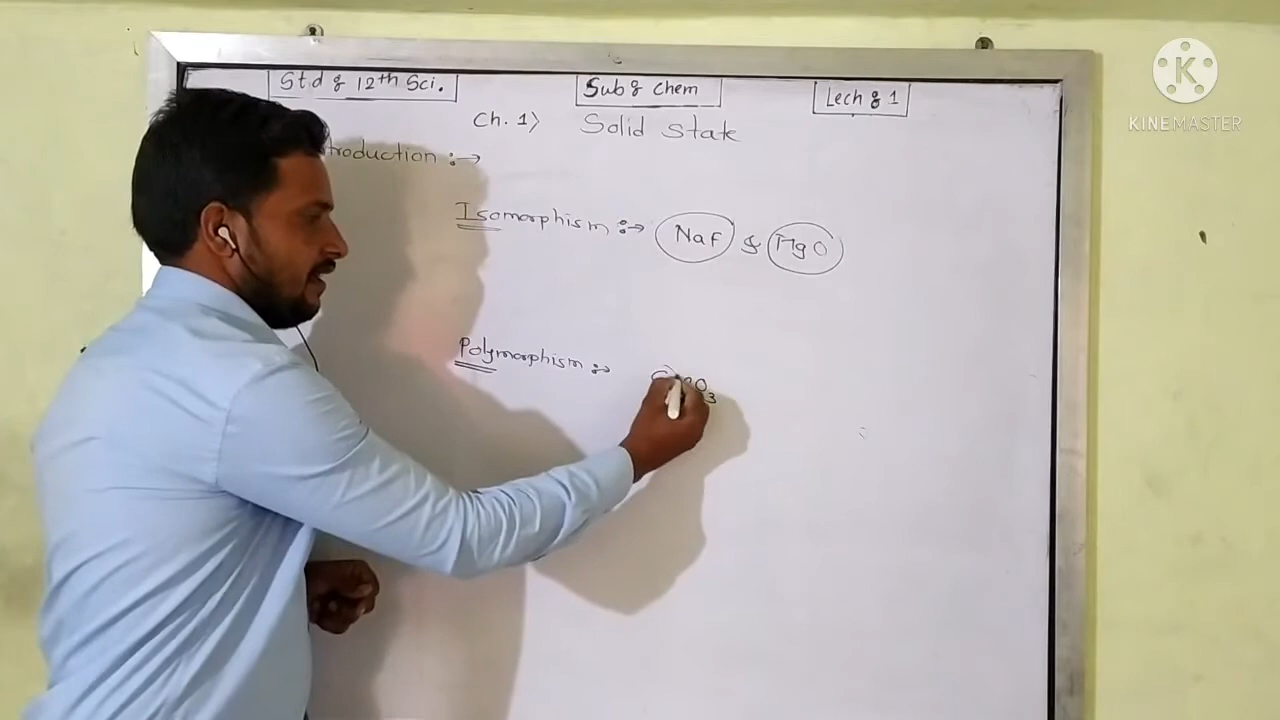 Std : 12th Sci. Sub : Chem Lech : 1
Ch. 1) Solid State
troduction :→
Isomorphism :→ NaF & MgO
Polymorphism :→
K
KINEMASTER